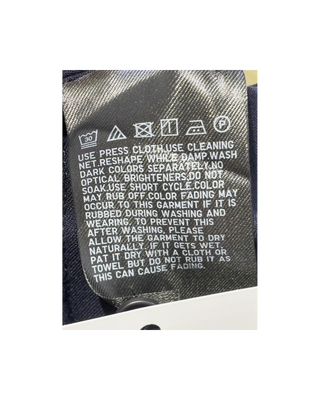 30
USE PRESS CLOTH.USE CLEANING
NET.RESHAPE WHILE DAMP.WASH
DARK COLORS SEPARATELY.NO
OPTICAL BRIGHTENERS.DO NOT
SOAK.USE SHORT CYCLE.COLOR
MAY RUB OFF.COLOR FADING MAY
OCCUR TO THIS GARMENT IF IT IS
RUBBED DURING WASHING AND
WEARING. TO PREVENT THIS
AFTER WASHING, PLEASE
ALLOW THE GARMENT TO DRY
NATURALLY. IF IT GETS WET,
PAT IT DRY WITH A CLOTH OR
TOWEL BUT DO NOT RUB IT AS
THIS CAN CAUSE FADING.